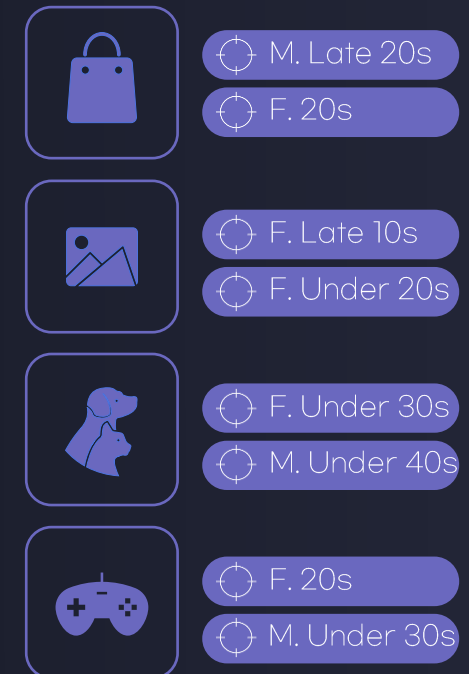 M. Late 20s
F. 20s
F. Late 10s
F. Under 20s
F. Under 30s
M. Under 40s
F. 20s
M. Under 30s